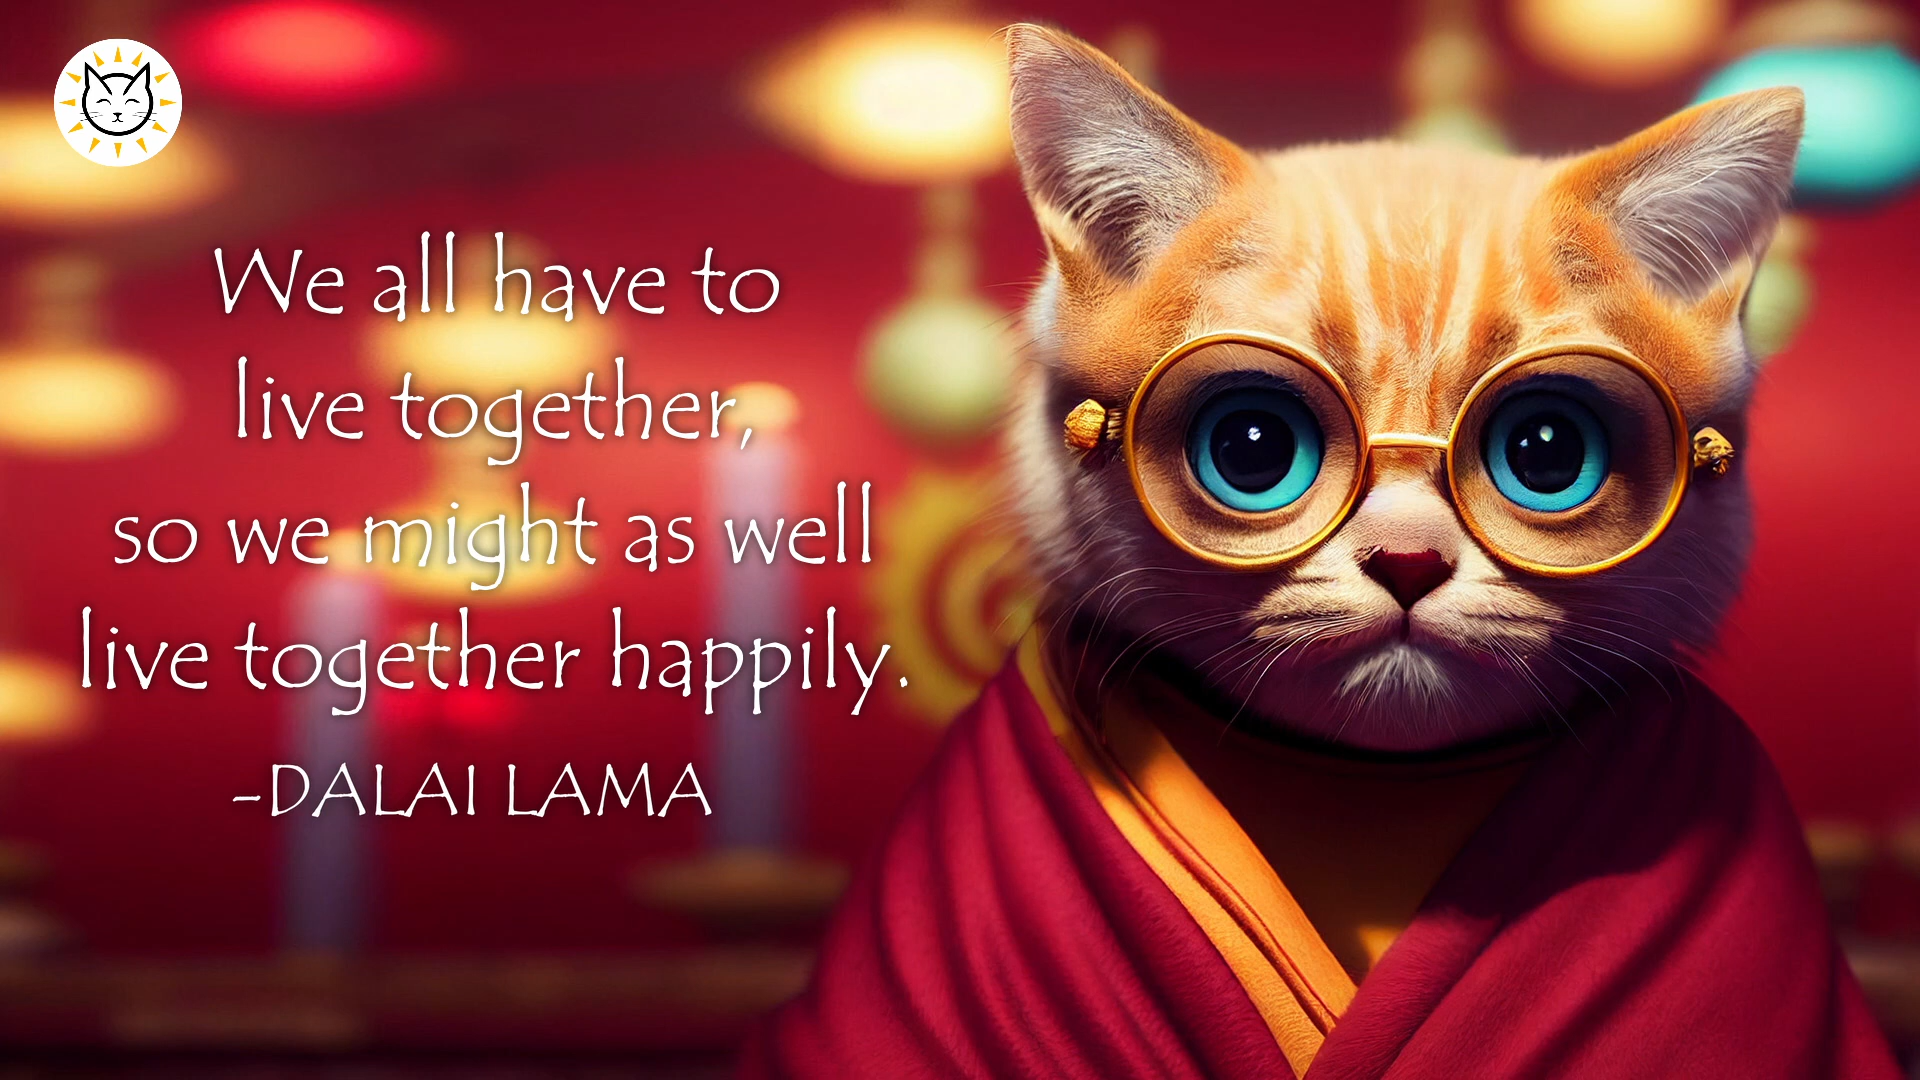 We all have to
live together,
so we might as well
live together happily.
-DALAI LAMA